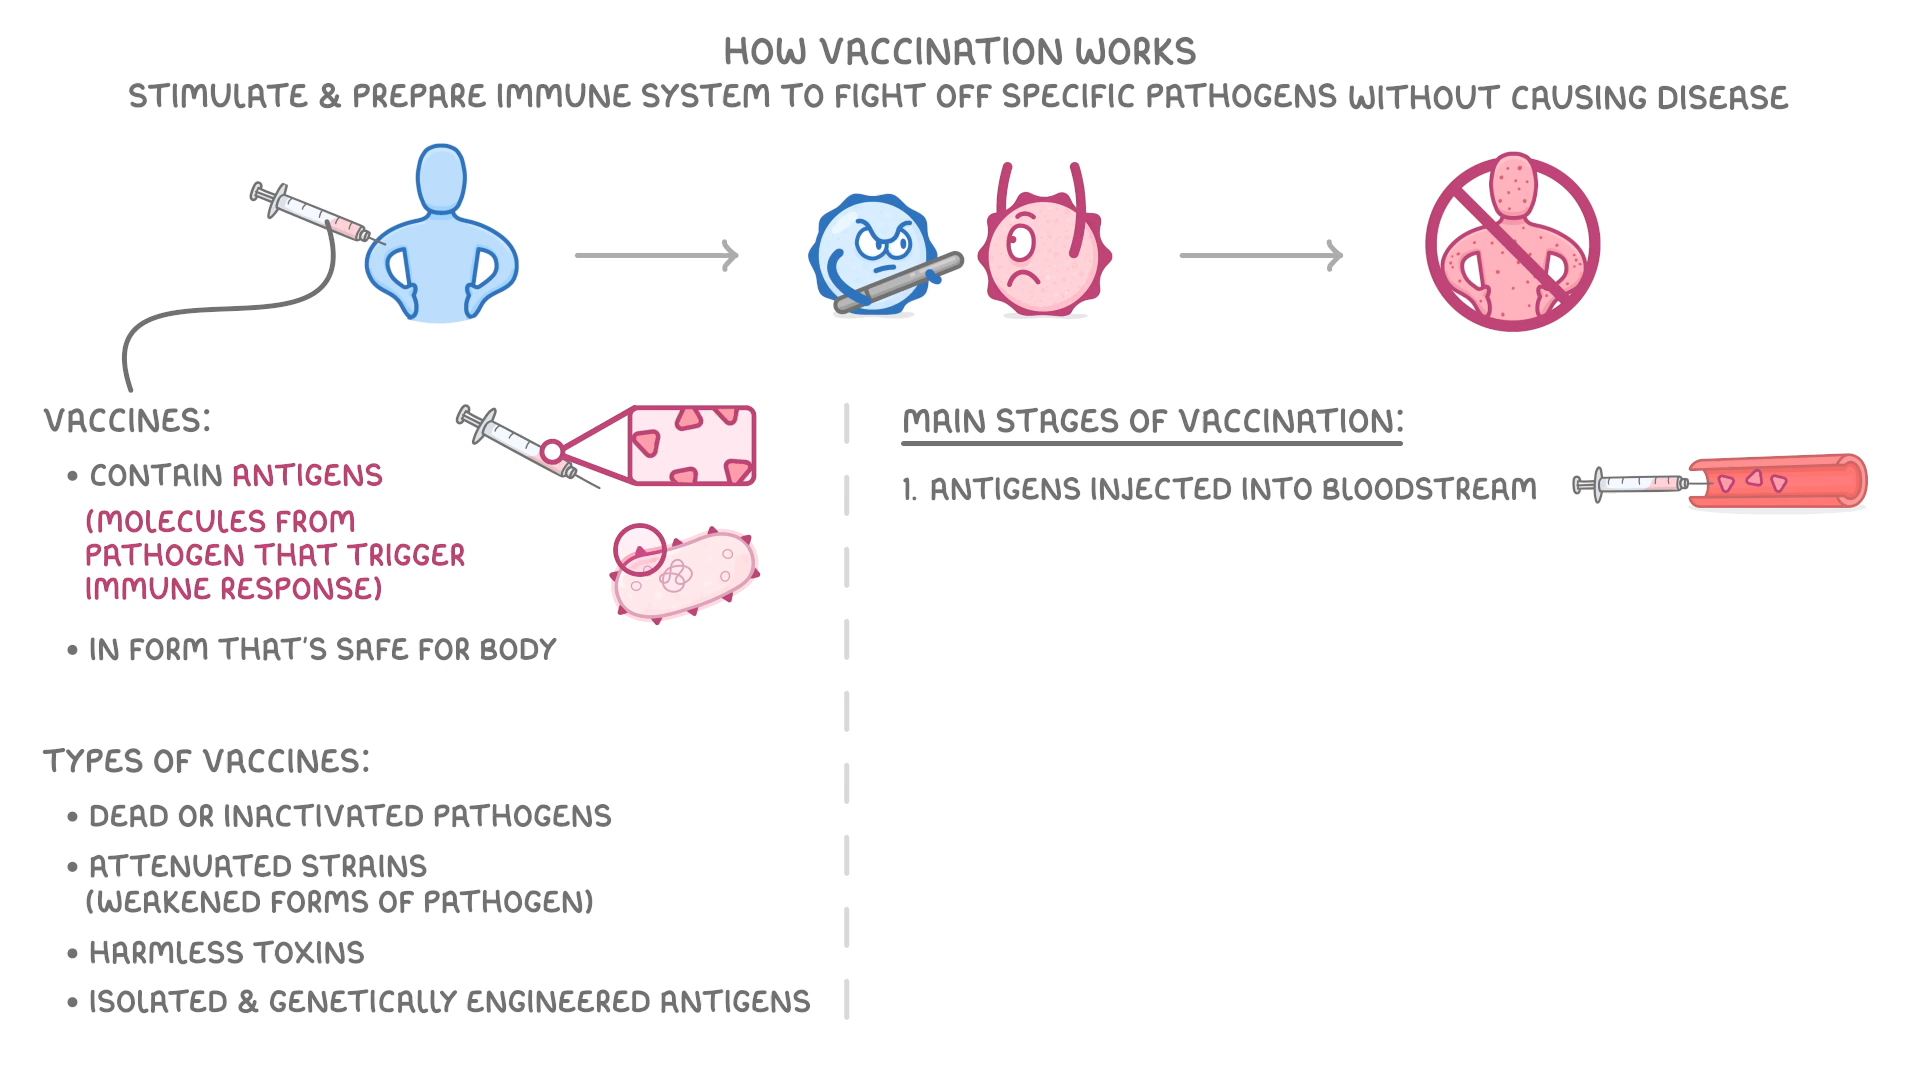 HOW VACCINATION WORKS
STIMULATE & PREPARE IMMUNE SYSTEM TO FIGHT OFF SPECIFIC PATHOGENS WITHOUT CAUSING DISEASE
VACCINES:
• CONTAIN ANTIGENS
(MOLECULES FROM
PATHOGEN THAT TRIGGER
IMMUNE RESPONSE)
• IN FORM THAT'S SAFE FOR BODY
TYPES OF VACCINES:
• DEAD OR INACTIVATED PATHOGENS
• ATTENUATED STRAINS
(WEAKENED FORMS OF PATHOGEN)
• HARMLESS TOXINS
• ISOLATED & GENETICALLY ENGINEERED ANTIGENS
MAIN STAGES OF VACCINATION:
1. ANTIGENS INJECTED INTO BLOODSTREAM